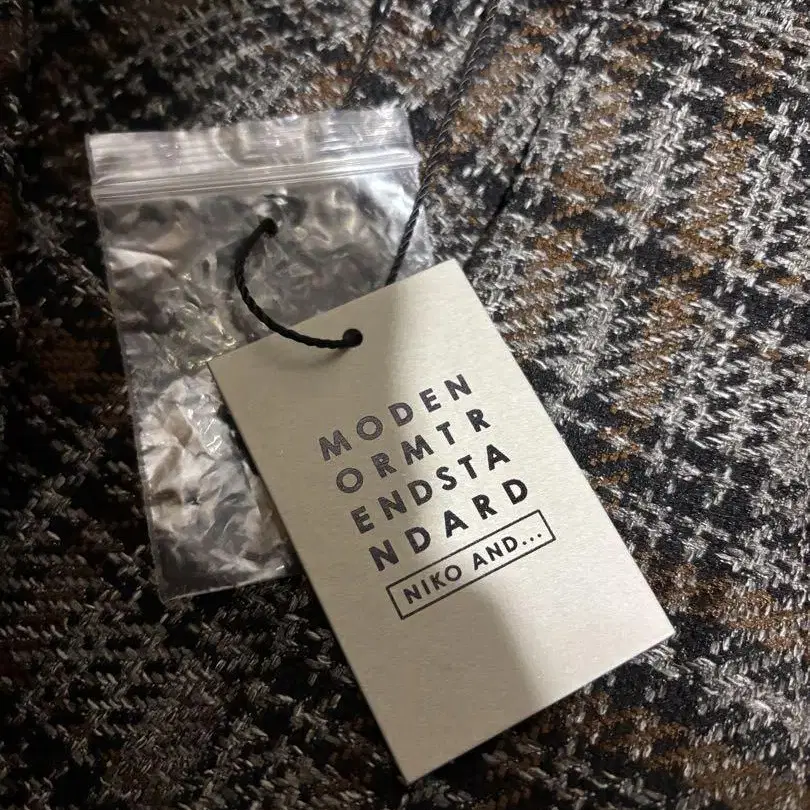 MODEN
ORMTR
ENDSTA
NDARD
NIKO AND...